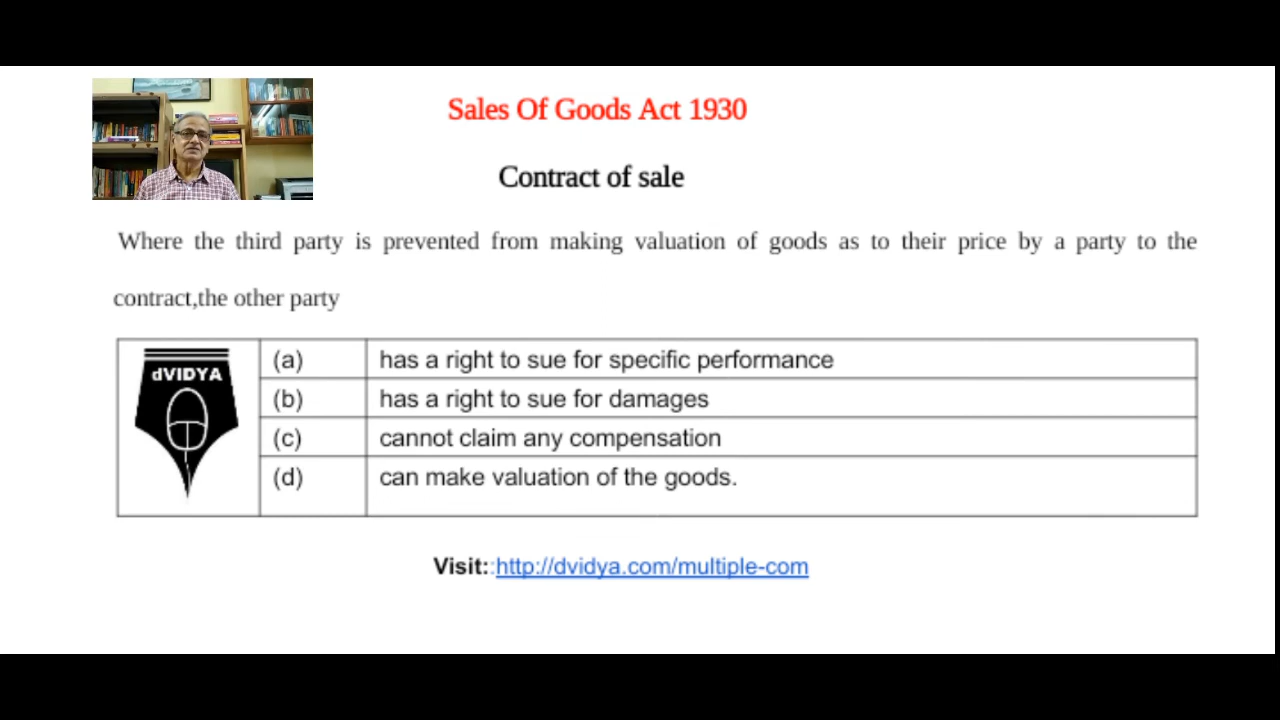 Sales Of Goods Act 1930
Contract of sale
Where the third party is prevented from making valuation of goods as to their price by a party to the
contract,the other party
dVIDYA
(a) has a right to sue for specific performance
(b) has a right to sue for damages
(c) cannot claim any compensation
(d) can make valuation of the goods.
Visit::http://dvidya.com/multiple-com